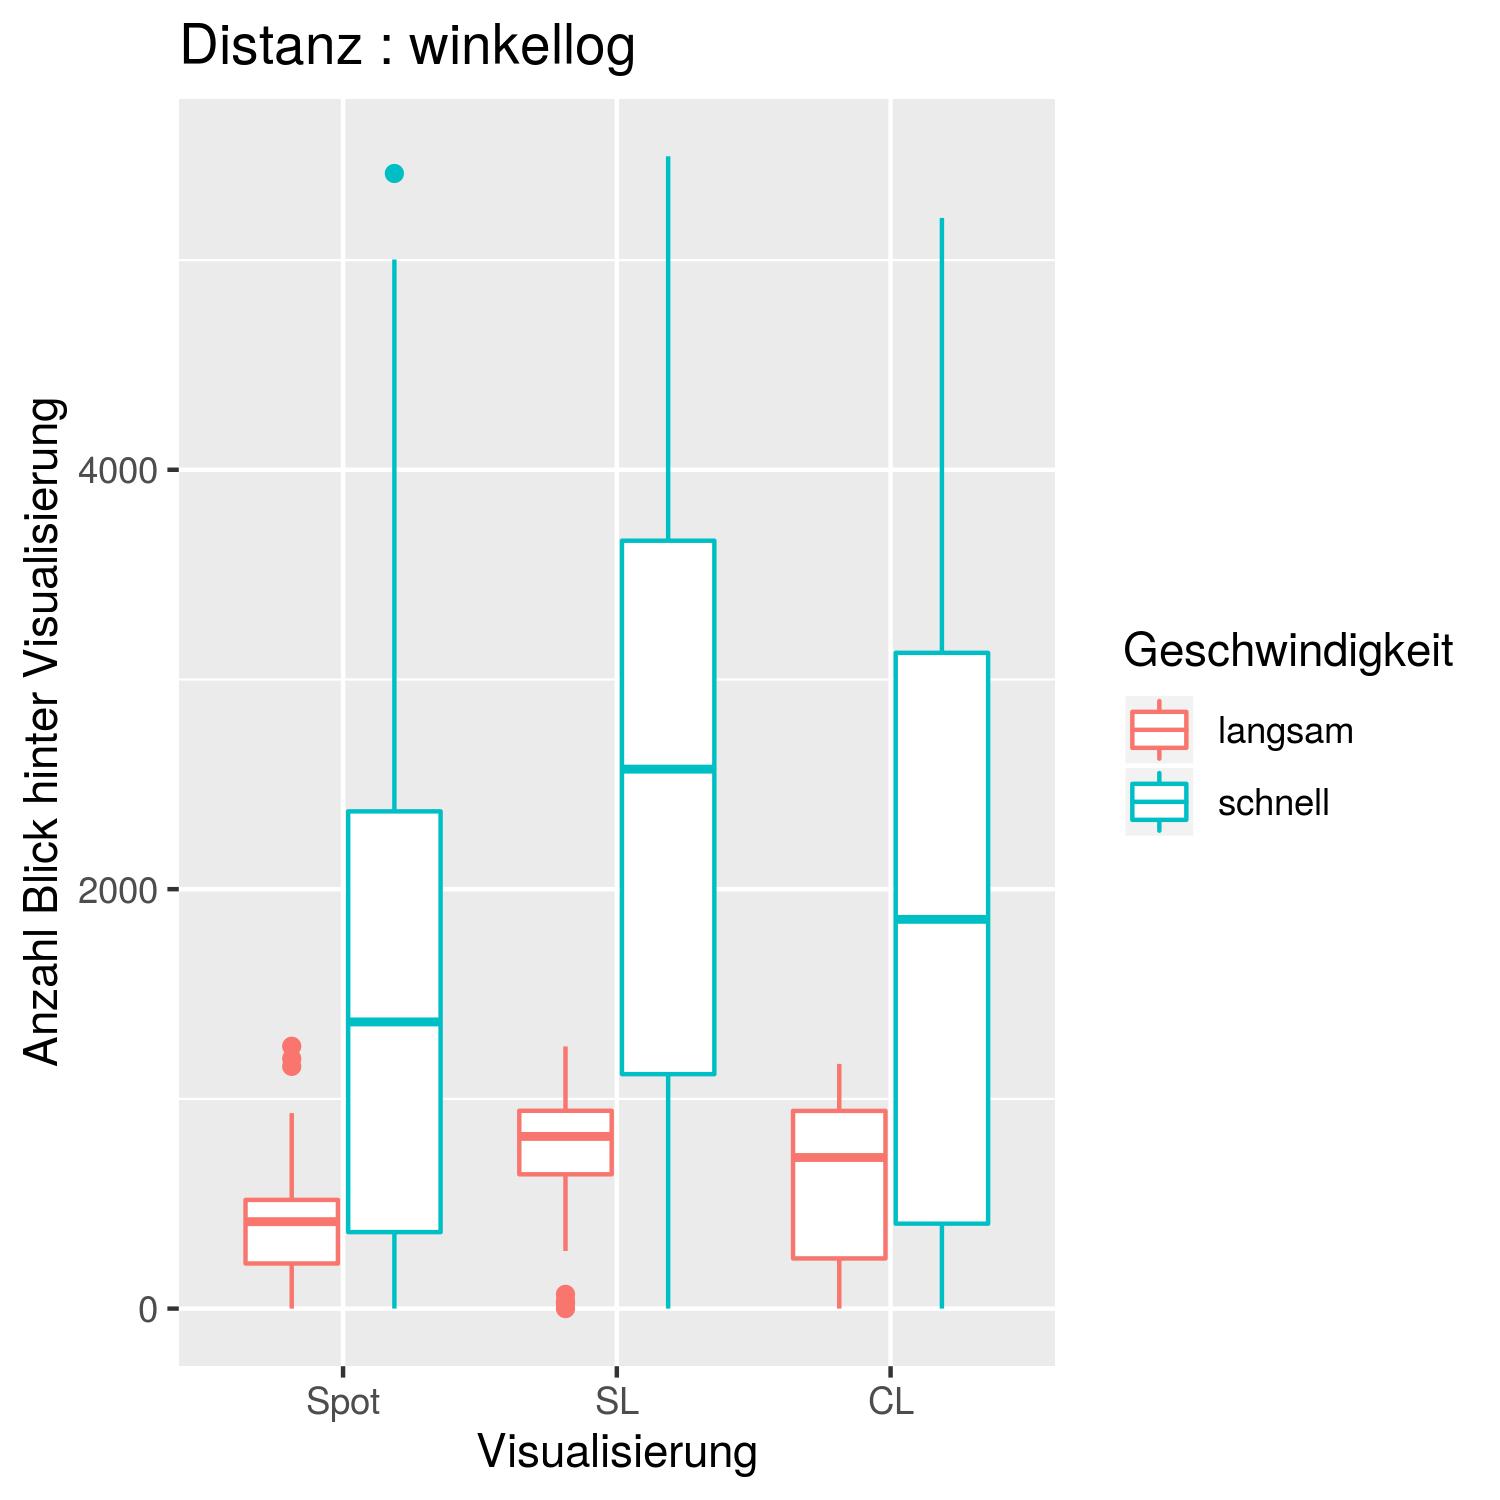 Distanz : winkellog
Anzahl Blick hinter Visualisierung
4000
2000
0
Spot
SL
CL
Visualisierung
Geschwindigkeit
langsam
schnell